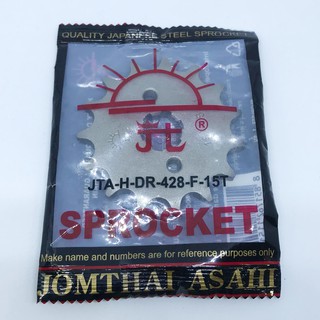 QUALITY JAPANESE STEEL SPROCKET
JT ®
JTA-H-DR-428-F-15T
SPROCKET
Make name and numbers are for reference purposes only
JOMTHAI ASAHI